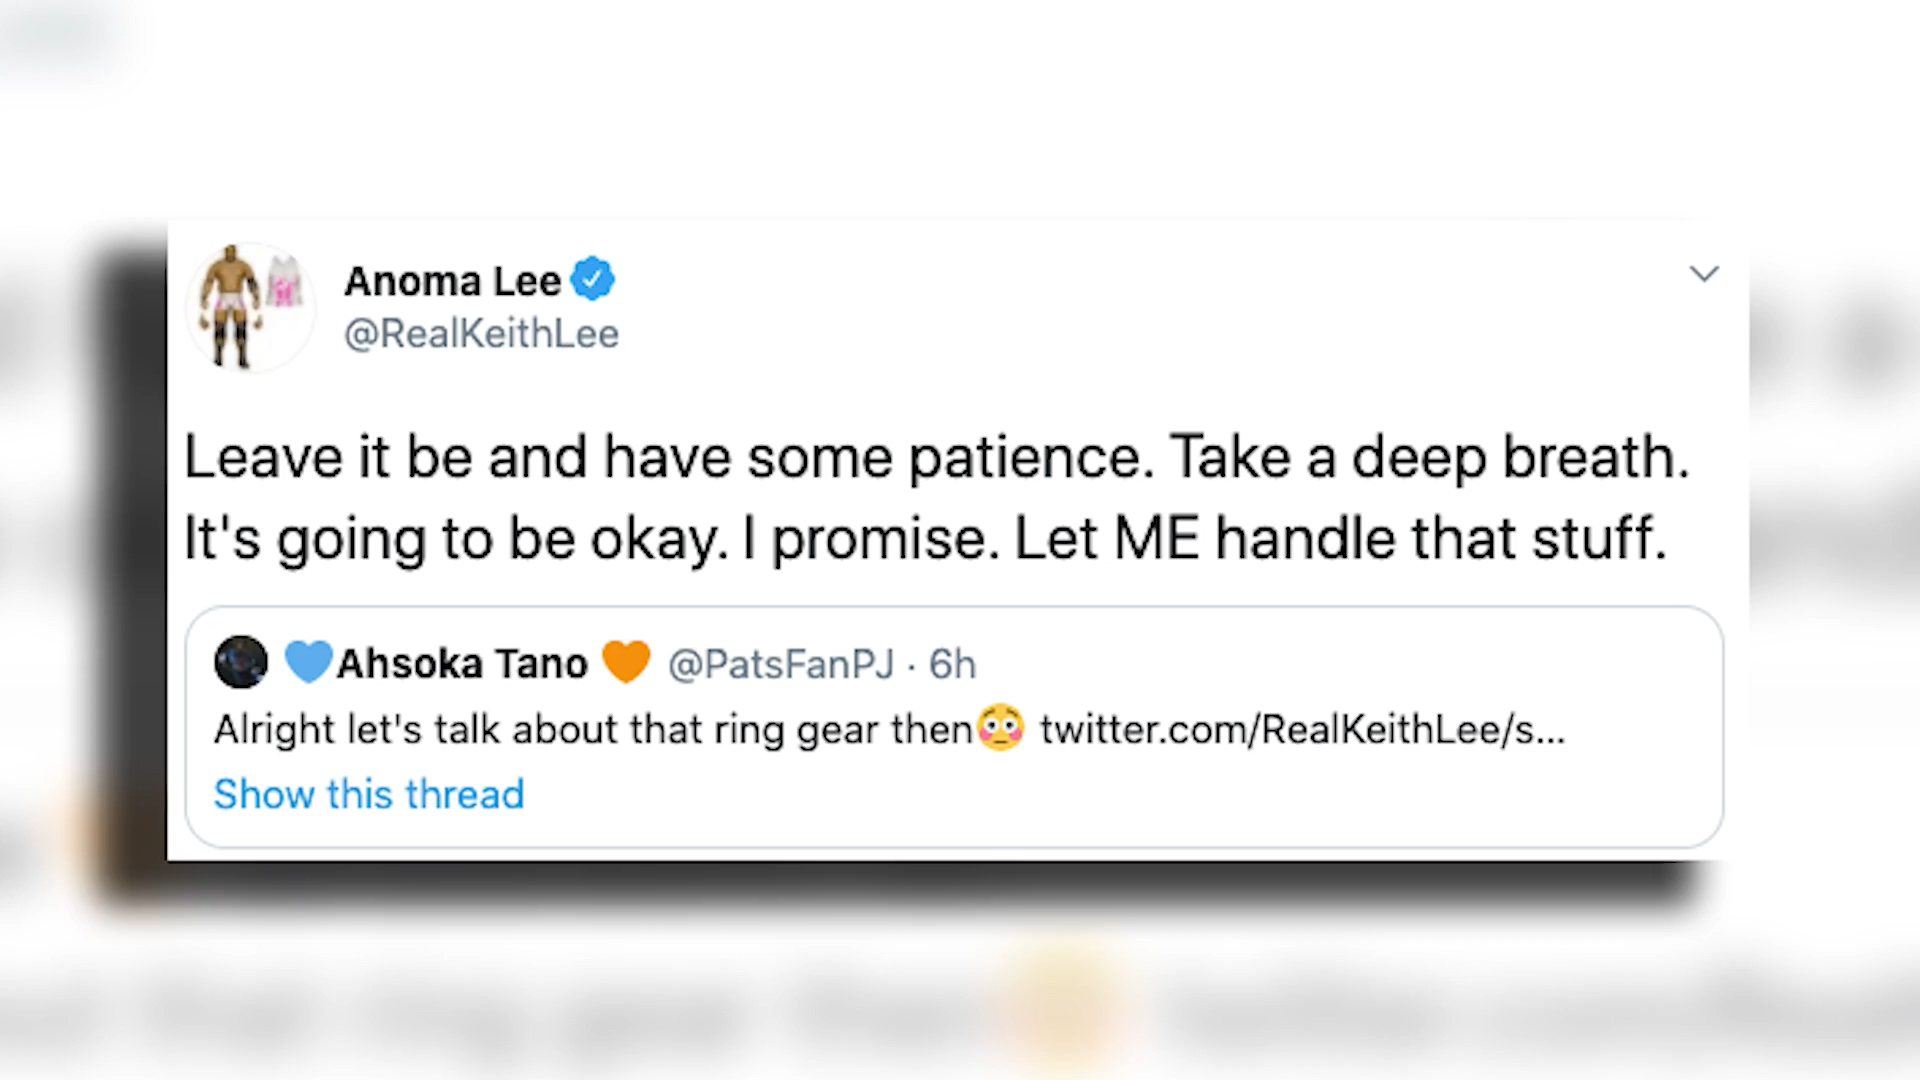 Anoma Lee
@RealKeithLee
Leave it be and have some patience. Take a deep breath.
It's going to be okay. I promise. Let ME handle that stuff.
💙Ahsoka Tano 🧡 @PatsFanPJ · 6h
Alright let's talk about that ring gear then😳 twitter.com/RealKeithLee/s...
Show this thread